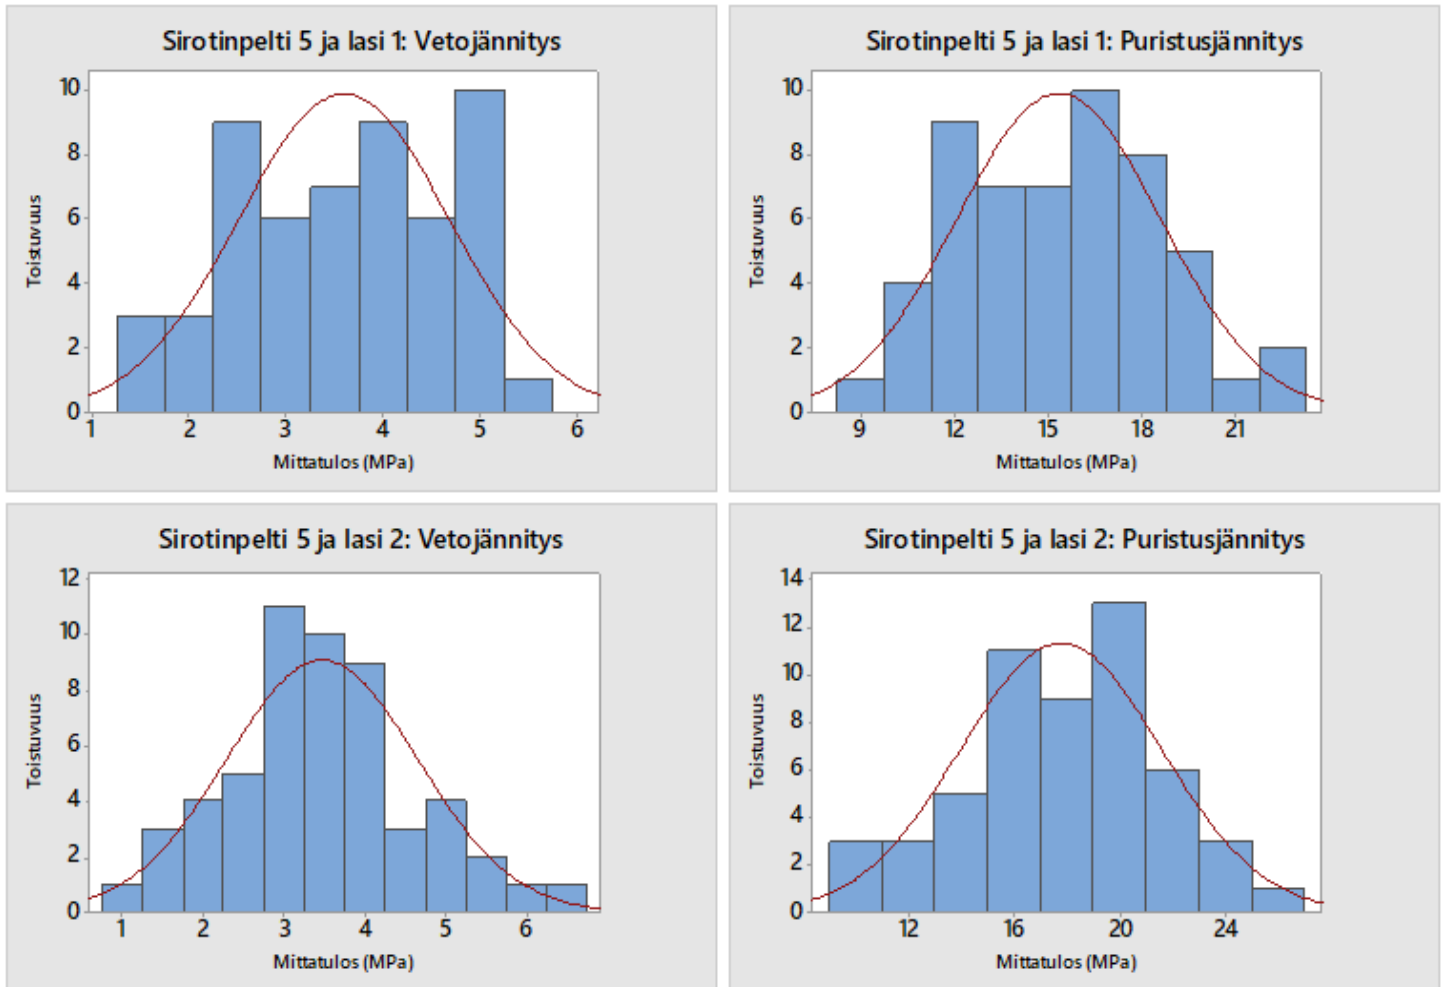 Sirotinpelti 5 ja lasi 1: Vetojännitys
10
8
6
4
2
0
Toistuvuus
1 2 3 4 5 6
Mittatulos (MPa)
Sirotinpelti 5 ja lasi 1: Puristusjännitys
10
8
6
4
2
0
Toistuvuus
9 12 15 18 21
Mittatulos (MPa)
Sirotinpelti 5 ja lasi 2: Vetojännitys
12
10
8
6
4
2
0
Toistuvuus
1 2 3 4 5 6
Mittatulos (MPa)
Sirotinpelti 5 ja lasi 2: Puristusjännitys
14
12
10
8
6
4
2
0
Toistuvuus
12 16 20 24
Mittatulos (MPa)